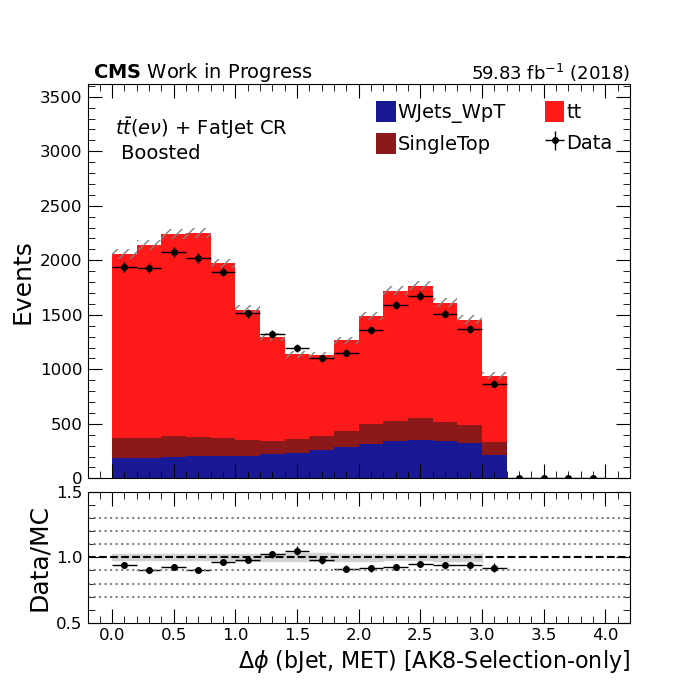 CMS Work in Progress 59.83 fb⁻¹ (2018)
3500
3000
2500
2000
1500
1000
500
0
Events
tt̄(eν) + FatJet CR
Boosted
WJets_WpT tt
SingleTop Data
1.5
1.0
0.5
Data/MC
0.0 0.5 1.0 1.5 2.0 2.5 3.0 3.5 4.0
Δϕ (bJet, MET) [AK8-Selection-only]